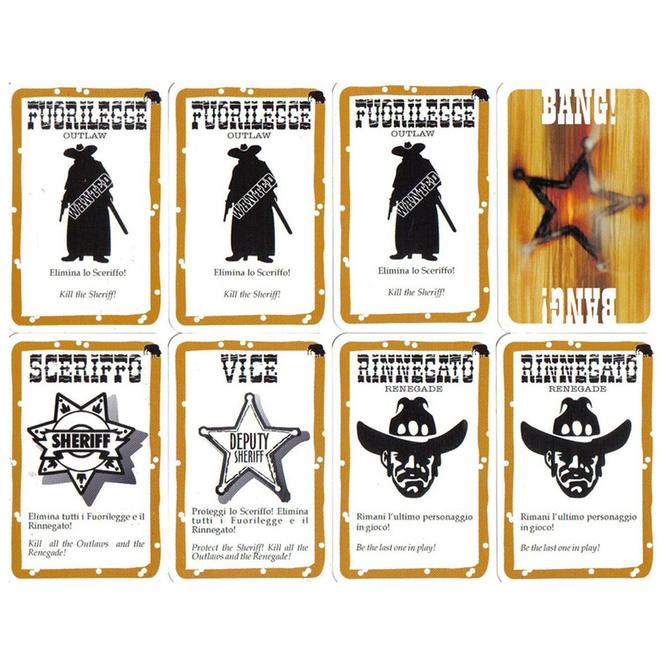 FUORILEGGE
OUTLAW
WANTED
Elimina lo Sceriffo!
Kill the Sheriff!
FUORILEGGE
OUTLAW
WANTED
Elimina lo Sceriffo!
Kill the Sheriff!
FUORILEGGE
OUTLAW
WANTED
Elimina lo Sceriffo!
Kill the Sheriff!
BANG!
BANG!
SCERIFFO
SHERIFF
Elimina tutti i Fuorilegge e il
Rinnegato!
Kill all the Outlaws and the
Renegade!
VICE
DEPUTY
SHERIFF
Proteggi lo Sceriffo! Elimina
tutti i Fuorilegge e il
Rinnegato!
Protect the Sheriff! Kill all the
Outlaws and the Renegade!
RINNEGATO
RENEGADE
Rimani l'ultimo personaggio
in gioco!
Be the last one in play!
RINNEGATO
RENEGADE
Rimani l'ultimo personaggio
in gioco!
Be the last one in play!